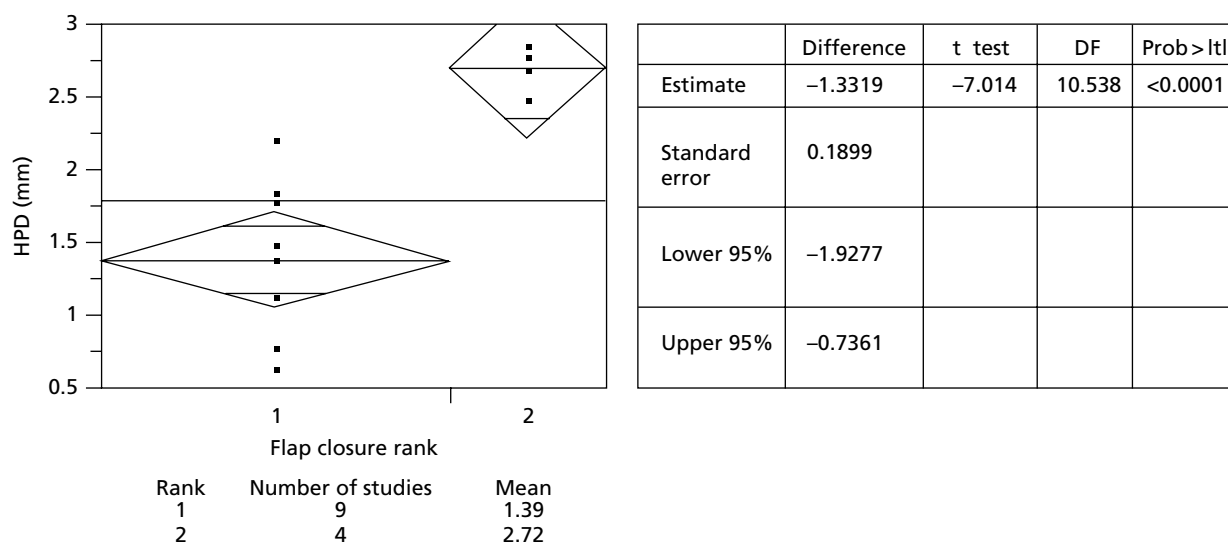 3
2.5
2
1.5
1
0.5
HPD (mm)
1 2
Flap closure rank
Rank Number of studies Mean
1 9 1.39
2 4 2.72
Difference t test DF Prob>ltl
Estimate –1.3319 –7.014 10.538 <0.0001
Standard
error
0.1899
Lower 95% –1.9277
Upper 95% –0.7361